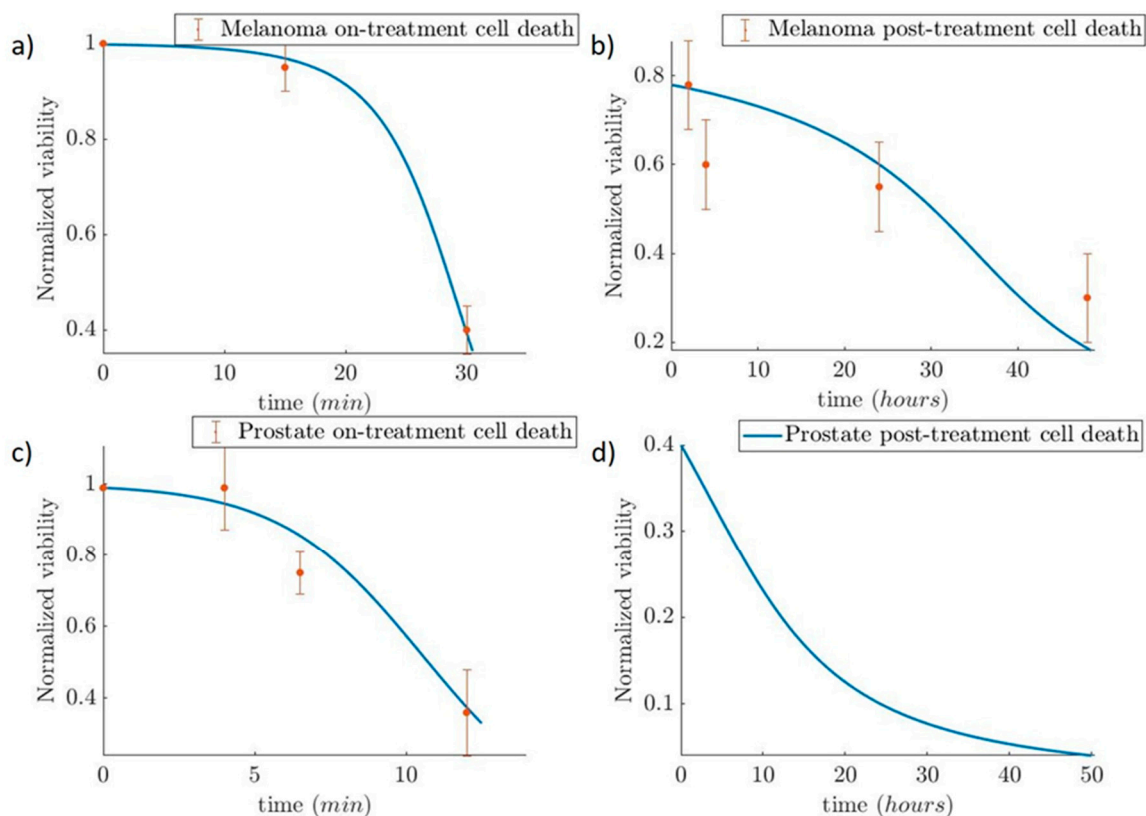 a)
Melanoma on-treatment cell death
1
0.8
0.6
0.4
Normalized viability
0
10
20
30
time (min)
b)
Melanoma post-treatment cell death
0.8
0.6
0.4
0.2
Normalized viability
0
20
40
time (hours)
c)
Prostate on-treatment cell death
1
0.8
0.6
0.4
Normalized viability
0
5
10
time (min)
d)
Prostate post-treatment cell death
0.4
0.3
0.2
0.1
Normalized viability
0
10
20
30
40
50
time (hours)